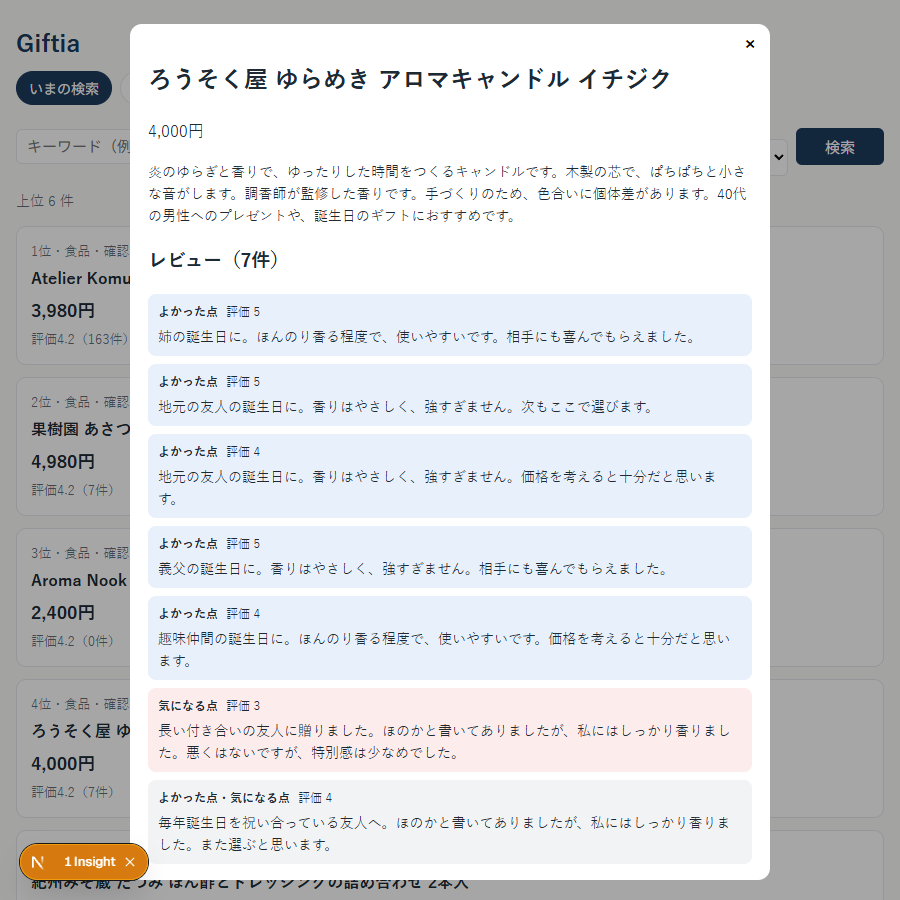 Giftia
いまの検索
キーワード（例
検索
上位 6 件
1位・食品・確認
Atelier Komu
3,980円
評価4.2（163件）
2位・食品・確認
果樹園 あさつ
4,980円
評価4.2（7件）
3位・食品・確認
Aroma Nook
2,400円
評価4.2（0件）
4位・食品・確認
ろうそく屋 ゆ
4,000円
評価4.2（7件）
紀州みそ蔵 たつみ ぽん酢とドレッシングの詰め合わせ 2本入
1 Insight ×
×
ろうそく屋 ゆらめき アロマキャンドル イチジク
4,000円
炎のゆらぎと香りで、ゆったりした時間をつくるキャンドルです。木製の芯で、ぱちぱちと小さ
な音がします。調香師が監修した香りです。手づくりのため、色合いに個体差があります。40代
の男性へのプレゼントや、誕生日のギフトにおすすめです。
レビュー（7件）
よかった点 評価 5
姉の誕生日に。ほんのり香る程度で、使いやすいです。相手にも喜んでもらえました。
よかった点 評価 5
地元の友人の誕生日に。香りはやさしく、強すぎません。次もここで選びます。
よかった点 評価 4
地元の友人の誕生日に。香りはやさしく、強すぎません。価格を考えると十分だと思いま
す。
よかった点 評価 5
義父の誕生日に。香りはやさしく、強すぎません。相手にも喜んでもらえました。
よかった点 評価 4
趣味仲間の誕生日に。ほんのり香る程度で、使いやすいです。価格を考えると十分だと思い
ます。
気になる点 評価 3
長い付き合いの友人に贈りました。ほのかと書いてありましたが、私にはしっかり香りまし
た。悪くはないですが、特別感は少なめでした。
よかった点・気になる点 評価 4
毎年誕生日を祝い合っている友人へ。ほのかと書いてありましたが、私にはしっかり香りま
した。また選ぶと思います。